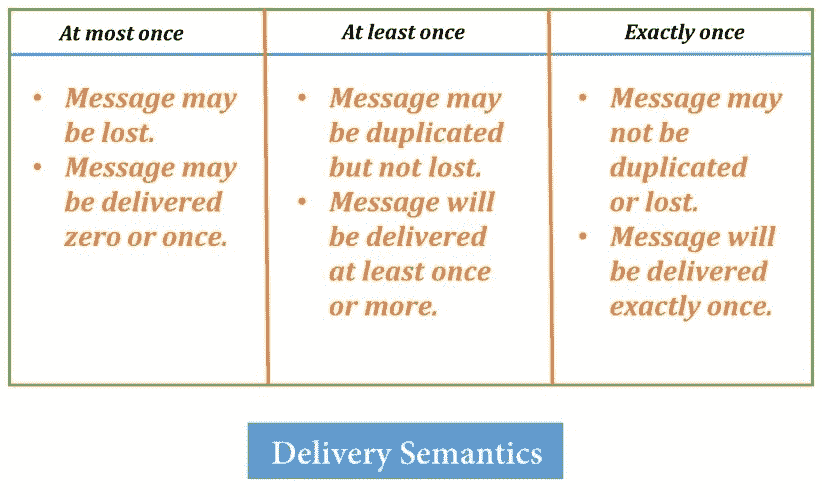 At most once
At least once
Exactly once
• Message may
be lost.
• Message may
be delivered
zero or once.
• Message may
be duplicated
but not lost.
• Message will
be delivered
at least once
or more.
• Message may
not be
duplicated
or lost.
• Message will
be delivered
exactly once.
Delivery Semantics